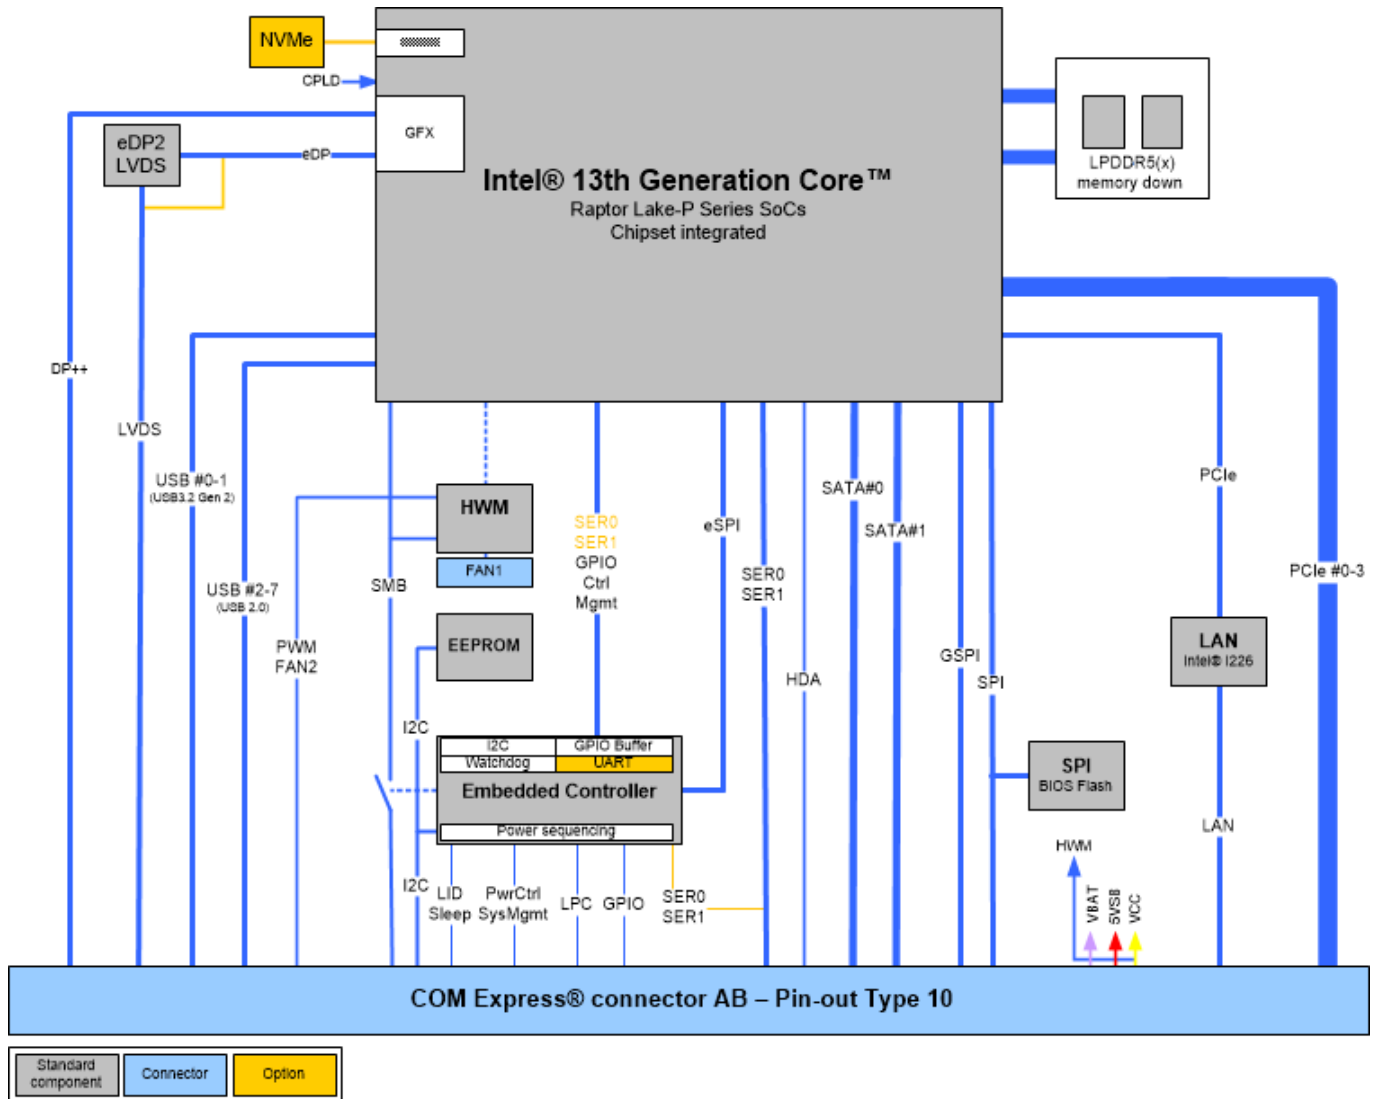 NVMe
CPLD
GFX
eDP2
LVDS
eDP
Intel® 13th Generation Core™
Raptor Lake-P Series SoCs
Chipset integrated
LPDDR5(x)
memory down
DP++
LVDS
USB #0-1
(USB3.2 Gen 2)
USB #2-7
(USB 2.0)
PWM
FAN2
SMB
HWM
FAN1
EEPROM
I2C
SER0
SER1
GPIO
Ctrl
Mgmt
eSPI
SER0
SER1
HDA
SATA#0
SATA#1
GSPI
SPI
PCIe
PCIe #0-3
LAN
Intel® I226
SPI
BIOS Flash
LAN
I2C
GPIO Buffer
Watchdog
UART
Embedded Controller
Power sequencing
I2C
LID
Sleep
PwrCtrl
SysMgmt
LPC
GPIO
SER0
SER1
HWM
VBAT
5VSB
VCC
COM Express® connector AB – Pin-out Type 10
Standard
component
Connector
Option